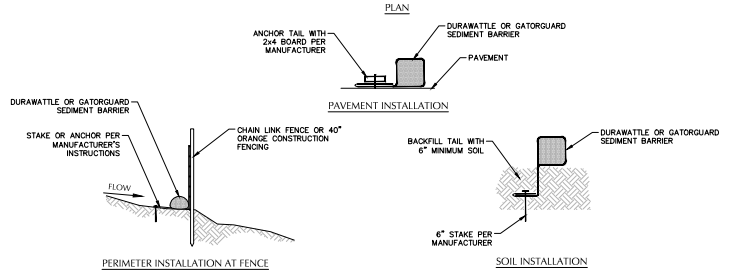 PLAN
ANCHOR TAIL WITH
2x4 BOARD PER
MANUFACTURER
DURAWATTLE OR GATORGUARD
SEDIMENT BARRIER
PAVEMENT
PAVEMENT INSTALLATION
DURAWATTLE OR GATORGUARD
SEDIMENT BARRIER
STAKE OR ANCHOR PER
MANUFACTURER'S
INSTRUCTIONS
CHAIN LINK FENCE OR 40"
ORANGE CONSTRUCTION
FENCING
FLOW
PERIMETER INSTALLATION AT FENCE
BACKFILL TAIL WITH
6" MINIMUM SOIL
DURAWATTLE OR GATORGUARD
SEDIMENT BARRIER
6" STAKE PER
MANUFACTURER
SOIL INSTALLATION